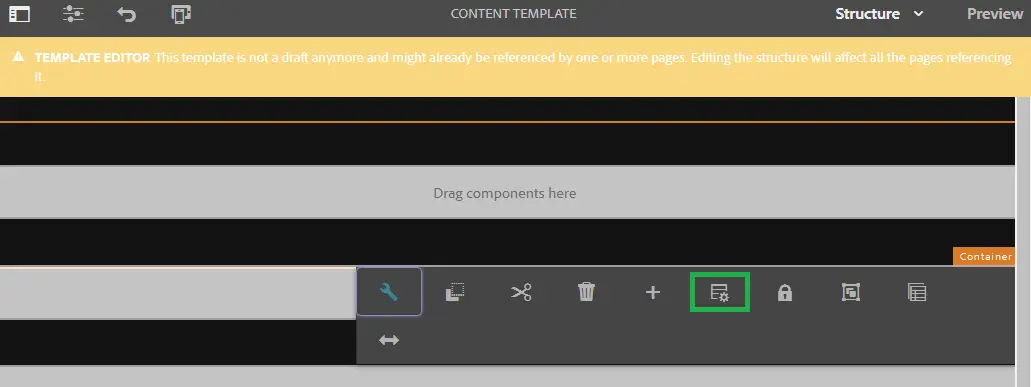 CONTENT TEMPLATE
Structure
Preview
TEMPLATE EDITOR This template is not a draft anymore and might already be referenced by one or more pages. Editing the structure will affect all the pages referencing
it.
Drag components here
Container